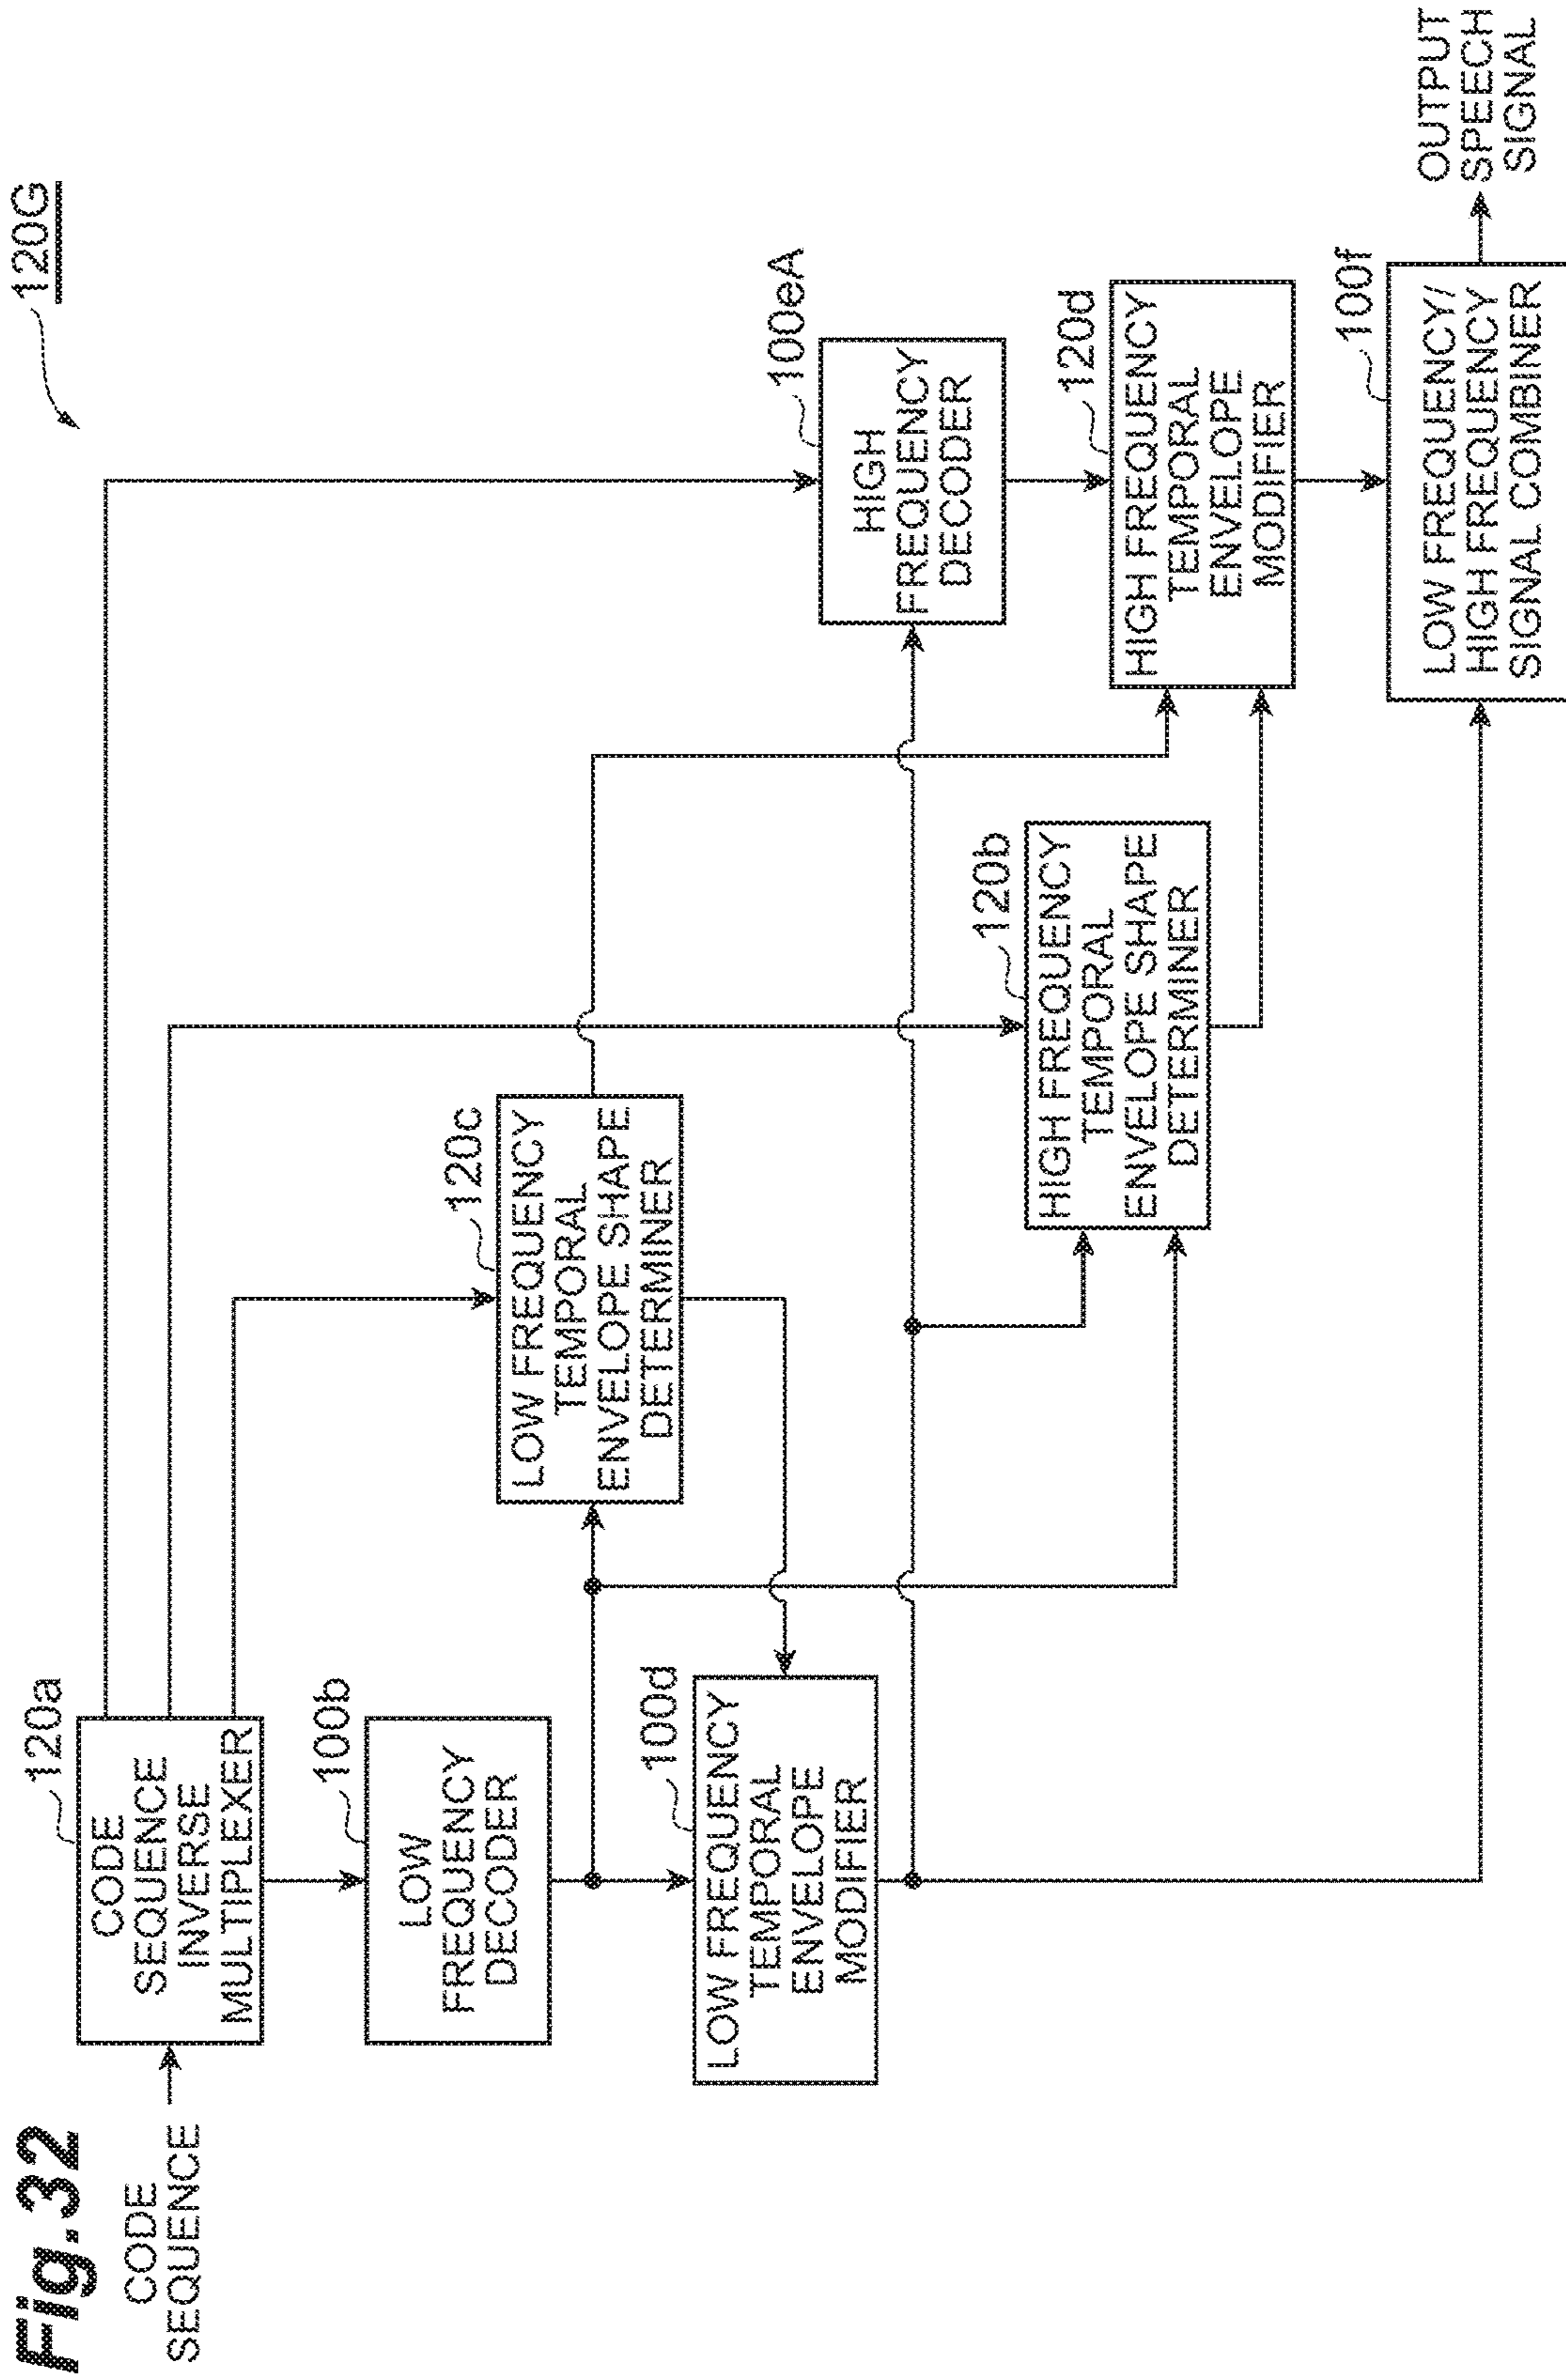 Fig.32
120G
CODE
SEQUENCE
120a
CODE
SEQUENCE
INVERSE
MULTIPLEXER
100b
LOW
FREQUENCY
DECODER
120c
LOW FREQUENCY
TEMPORAL
ENVELOPE SHAPE
DETERMINER
100d
LOW FREQUENCY
TEMPORAL
ENVELOPE
MODIFIER
100eA
HIGH
FREQUENCY
DECODER
120b
HIGH FREQUENCY
TEMPORAL
ENVELOPE SHAPE
DETERMINER
120d
HIGH FREQUENCY
TEMPORAL
ENVELOPE
MODIFIER
100f
LOW FREQUENCY/
HIGH FREQUENCY
SIGNAL COMBINER
OUTPUT
SPEECH
SIGNAL